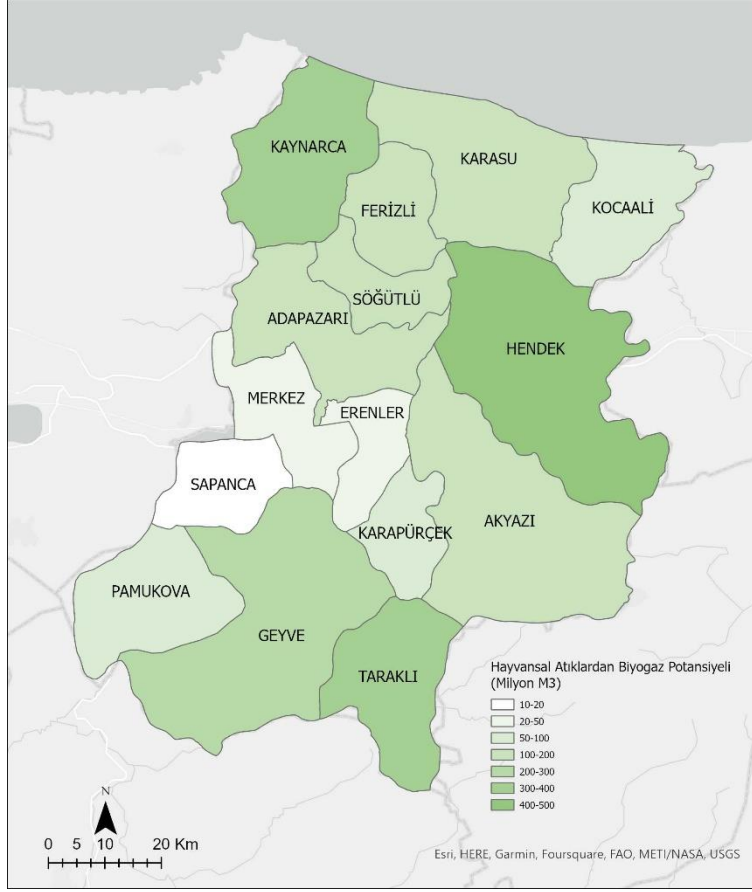 KAYNARCA
KARASU
FERİZLİ
KOCAALİ
SÖĞÜTLÜ
ADAPAZARI
HENDEK
MERKEZ
ERENLER
SAPANCA
AKYAZI
KARAPÜRÇEK
PAMUKOVA
GEYVE
TARAKLI
Hayvansal Atıklardan Biyogaz Potansiyeli
(Milyon M3)
10-20
20-50
50-100
100-200
200-300
300-400
400-500
N
0 5 10 20 Km
Esri, HERE, Garmin, Foursquare, FAO, METI/NASA, USGS